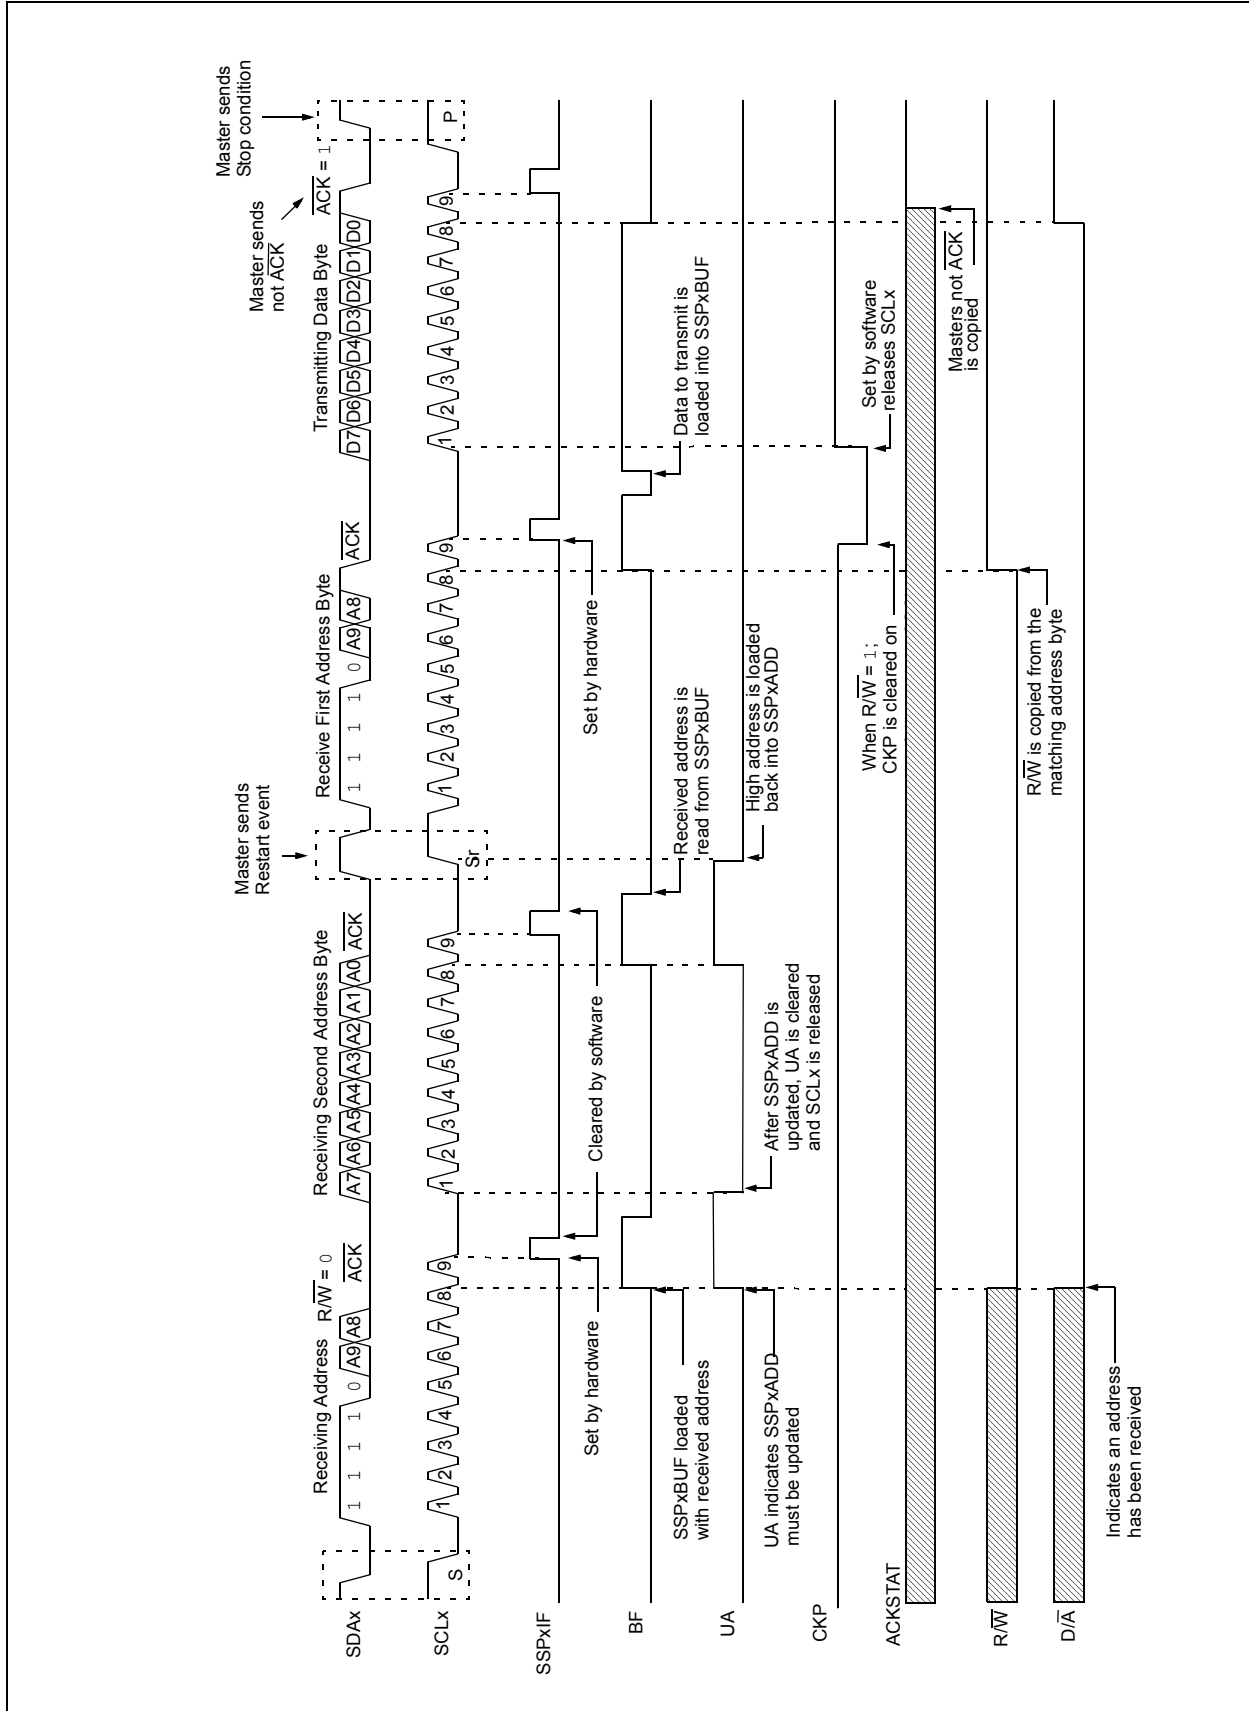 Master sends
Stop condition
Master sends
not ACK
Master sends
Restart event
Receiving Address R/W = 0
ACK
Receiving Second Address Byte
ACK
Receive First Address Byte
ACK
Transmitting Data Byte
ACK = 1
SDAx
1 1 1 1 0 A9 A8
A7 A6 A5 A4 A3 A2 A1 A0
1 1 1 1 0 A9 A8
D7 D6 D5 D4 D3 D2 D1 D0
SCLx
S
1 2 3 4 5 6 7 8 9
1 2 3 4 5 6 7 8 9
Sr
1 2 3 4 5 6 7 8 9
1 2 3 4 5 6 7 8 9
P
SSPxIF
Set by hardware
Cleared by software
Set by hardware
BF
SSPxBUF loaded
with received address
Received address is
read from SSPxBUF
Data to transmit is
loaded into SSPxBUF
UA
UA indicates SSPxADD
must be updated
After SSPxADD is
updated, UA is cleared
and SCLx is released
High address is loaded
back into SSPxADD
CKP
When R/W = 1;
CKP is cleared on
Set by software
releases SCLx
ACKSTAT
Masters not ACK
is copied
R/W
R/W is copied from the
matching address byte
D/A
Indicates an address
has been received